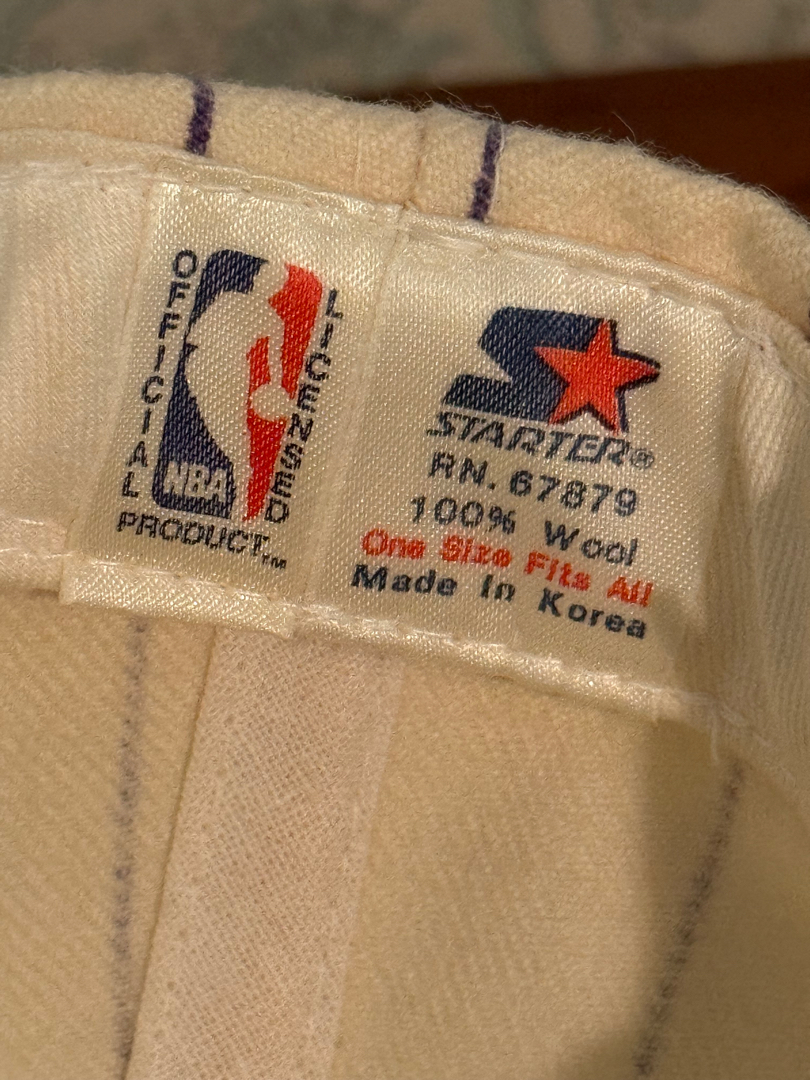 OFFICIAL
LICENSED
NBA
PRODUCT™
STARTER®
RN. 67879
100% Wool
One Size Fits All
Made In Korea